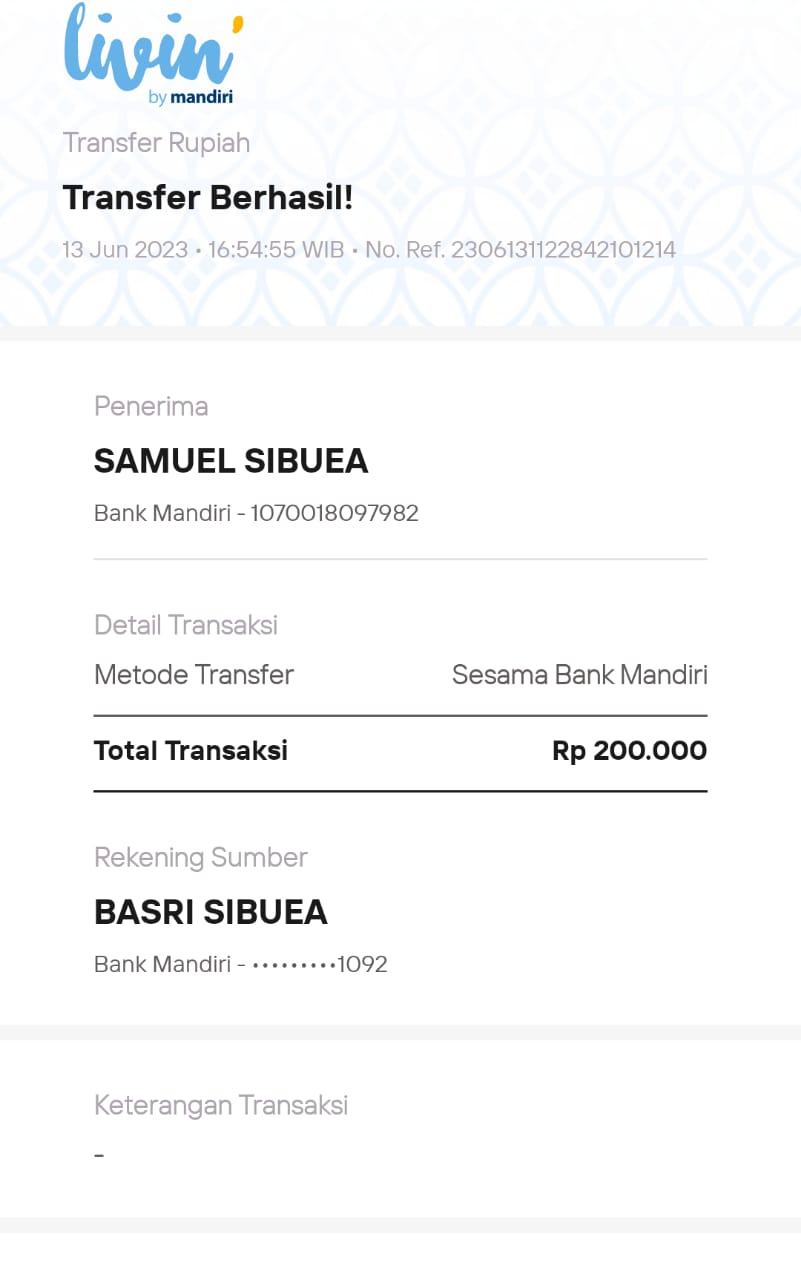 livin'
by mandiri
Transfer Rupiah
Transfer Berhasil!
13 Jun 2023 • 16:54:55 WIB • No. Ref. 2306131122842101214
Penerima
SAMUEL SIBUEA
Bank Mandiri - 1070018097982
Detail Transaksi
Metode Transfer Sesama Bank Mandiri
Total Transaksi Rp 200.000
Rekening Sumber
BASRI SIBUEA
Bank Mandiri - •••••••••1092
Keterangan Transaksi
-